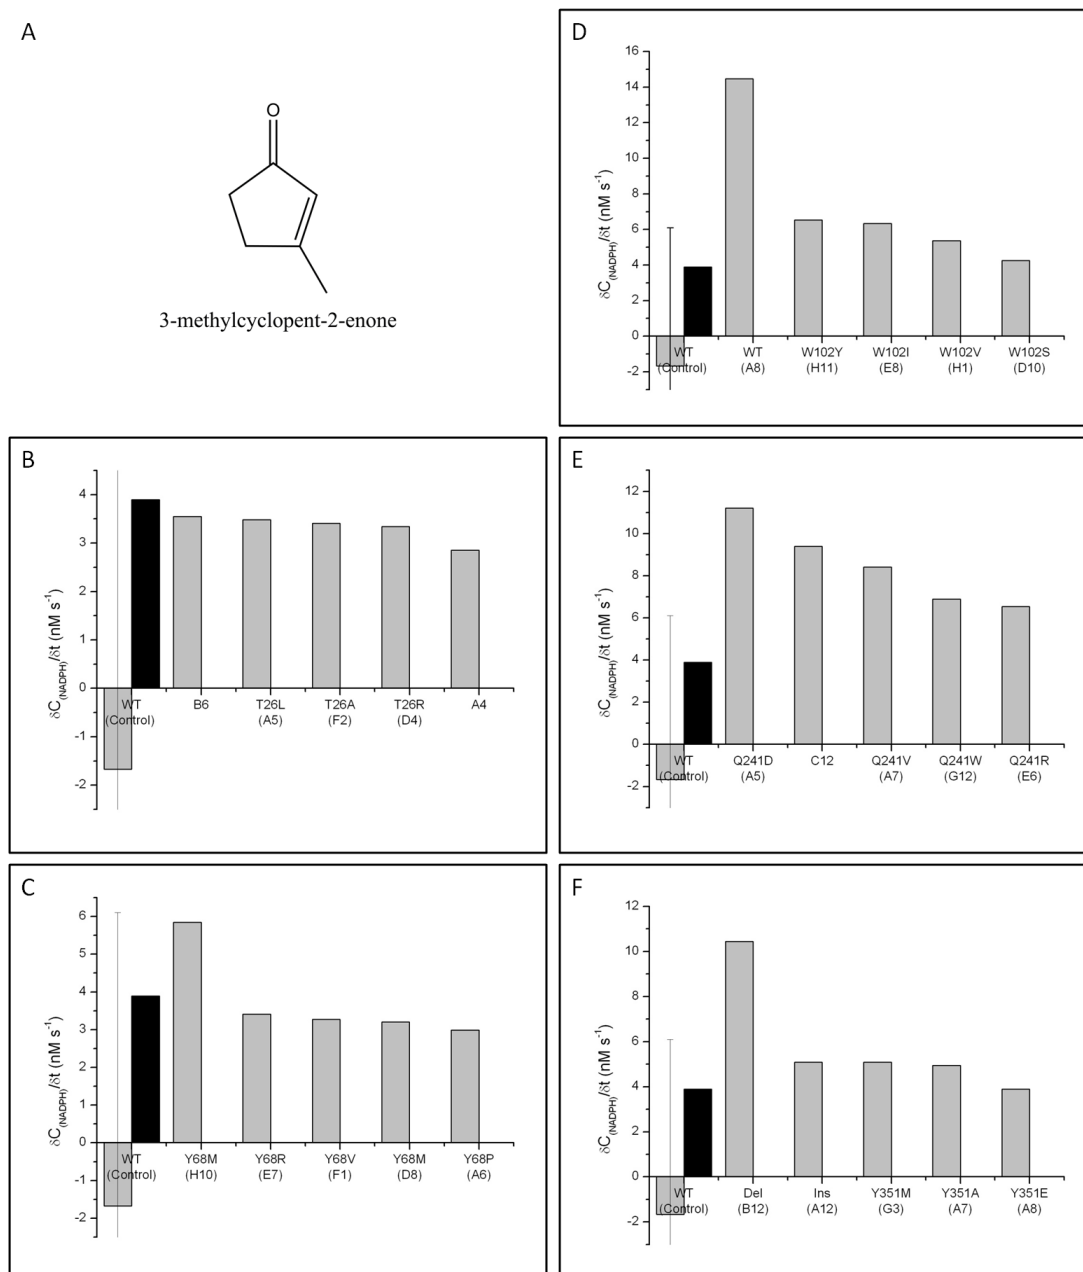 A
O
3-methylcyclopent-2-enone
B
δC(NADPH)/δt (nM s-1)
4
3
2
1
0
-1
-2
WT (Control)
B6
T26L (A5)
T26A (F2)
T26R (D4)
A4
C
δC(NADPH)/δt (nM s-1)
6
5
4
3
2
1
0
-1
-2
WT (Control)
Y68M (H10)
Y68R (E7)
Y68V (F1)
Y68M (D8)
Y68P (A6)
D
δC(NADPH)/δt (nM s-1)
16
14
12
10
8
6
4
2
0
-2
WT (Control)
WT (A8)
W102Y (H11)
W102I (E8)
W102V (H1)
W102S (D10)
E
δC(NADPH)/δt (nM s-1)
12
10
8
6
4
2
0
-2
WT (Control)
Q241D (A5)
C12
Q241V (A7)
Q241W (G12)
Q241R (E6)
F
δC(NADPH)/δt (nM s-1)
12
10
8
6
4
2
0
-2
WT (Control)
Del (B12)
Ins (A12)
Y351M (G3)
Y351A (A7)
Y351E (A8)